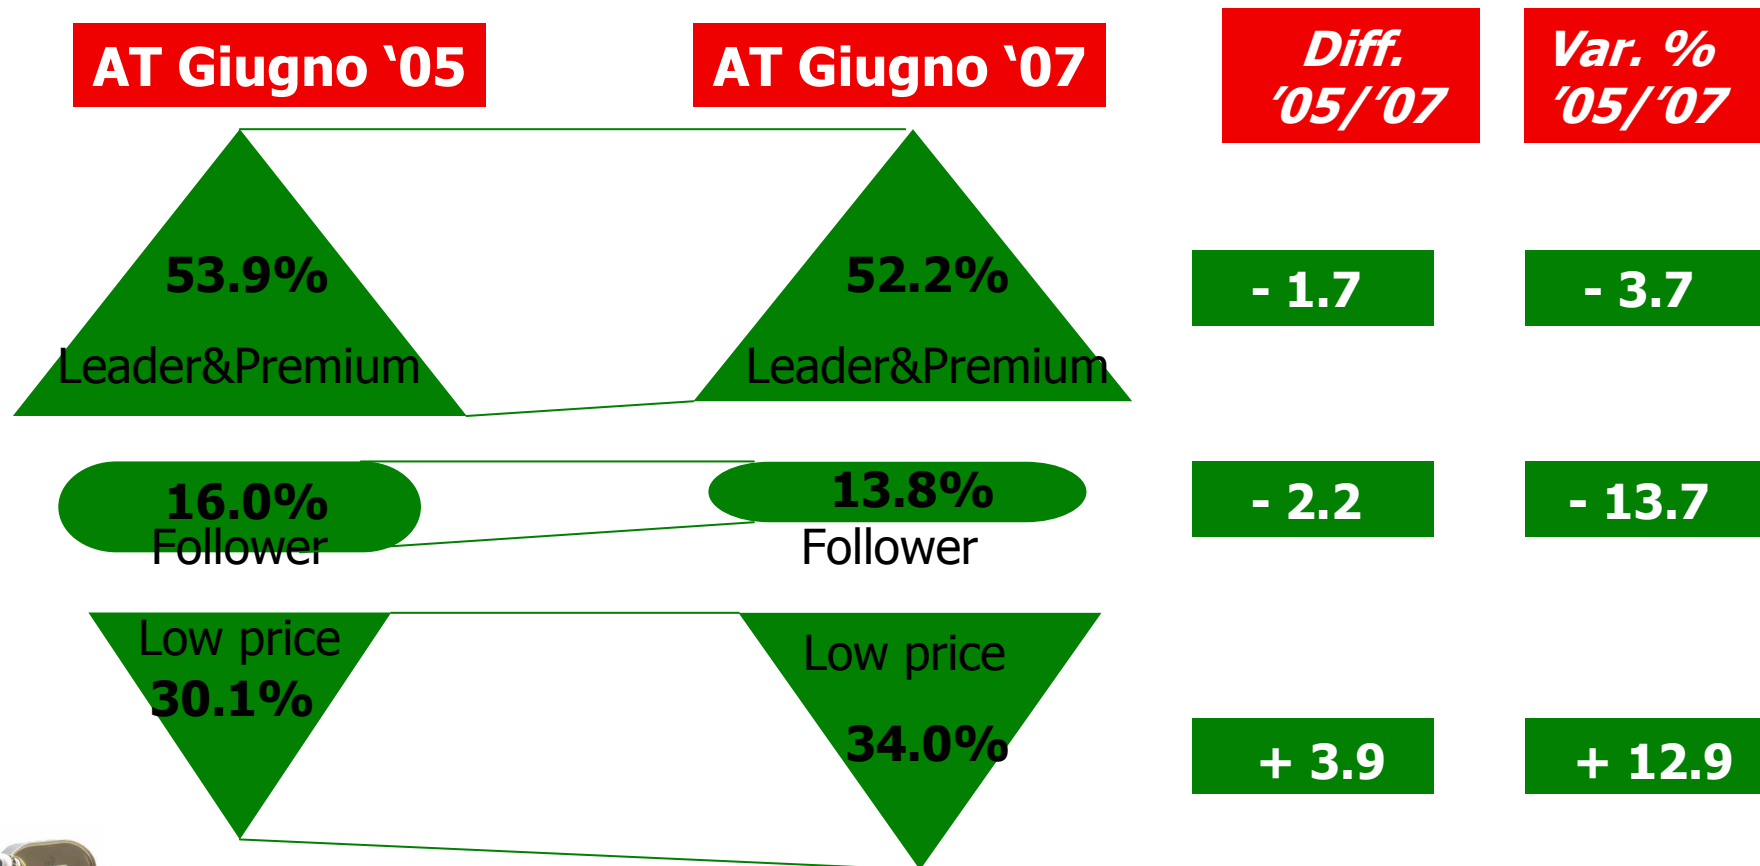 AT Giugno ‘05
AT Giugno ‘07
Diff.
’05/’07
Var. %
’05/’07
53.9%
Leader&Premium
52.2%
Leader&Premium
- 1.7
- 3.7
16.0%
Follower
13.8%
Follower
- 2.2
- 13.7
Low price
30.1%
Low price
34.0%
+ 3.9
+ 12.9